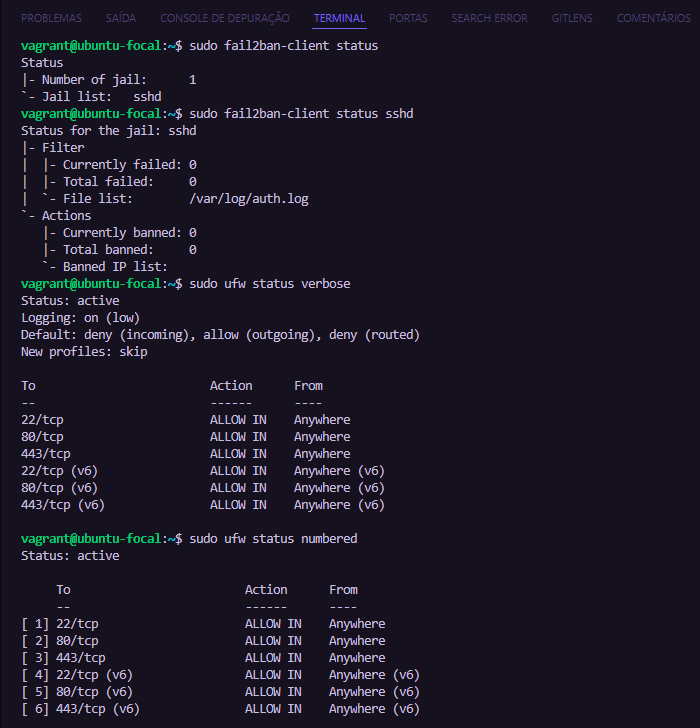 PROBLEMAS SAÍDA CONSOLE DE DEPURAÇÃO TERMINAL PORTAS SEARCH ERROR GITLENS COMENTÁRIOS
vagrant@ubuntu-focal:~$ sudo fail2ban-client status
Status
|- Number of jail:      1
`- Jail list:   sshd
vagrant@ubuntu-focal:~$ sudo fail2ban-client status sshd
Status for the jail: sshd
|- Filter
|  |- Currently failed: 0
|  |- Total failed:     0
|  `- File list:        /var/log/auth.log
`- Actions
   |- Currently banned: 0
   |- Total banned:     0
   `- Banned IP list:
vagrant@ubuntu-focal:~$ sudo ufw status verbose
Status: active
Logging: on (low)
Default: deny (incoming), allow (outgoing), deny (routed)
New profiles: skip

To                         Action      From
--                         ------      ----
22/tcp                     ALLOW IN    Anywhere
80/tcp                     ALLOW IN    Anywhere
443/tcp                    ALLOW IN    Anywhere
22/tcp (v6)                ALLOW IN    Anywhere (v6)
80/tcp (v6)                ALLOW IN    Anywhere (v6)
443/tcp (v6)               ALLOW IN    Anywhere (v6)

vagrant@ubuntu-focal:~$ sudo ufw status numbered
Status: active

     To                         Action      From
     --                         ------      ----
[ 1] 22/tcp                     ALLOW IN    Anywhere
[ 2] 80/tcp                     ALLOW IN    Anywhere
[ 3] 443/tcp                    ALLOW IN    Anywhere
[ 4] 22/tcp (v6)                ALLOW IN    Anywhere (v6)
[ 5] 80/tcp (v6)                ALLOW IN    Anywhere (v6)
[ 6] 443/tcp (v6)               ALLOW IN    Anywhere (v6)